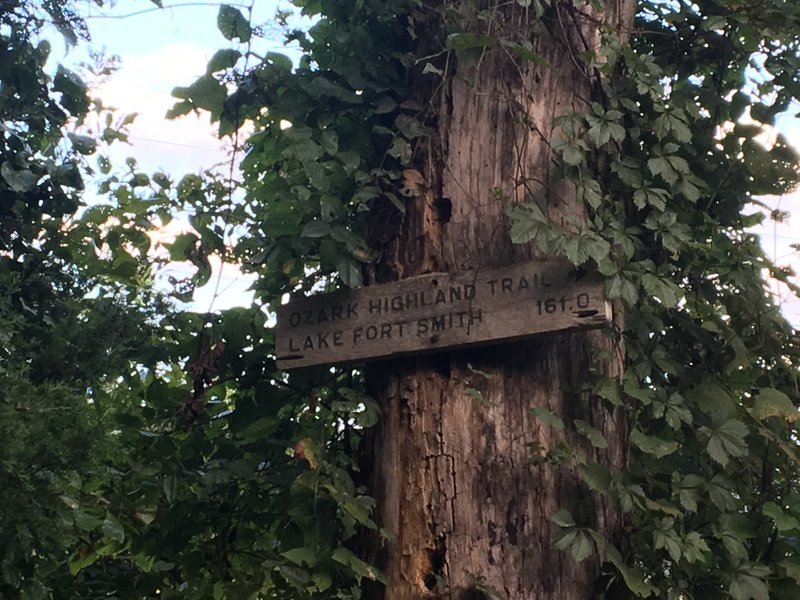 OZARK HIGHLAND TRAIL
LAKE FORT SMITH 161.0